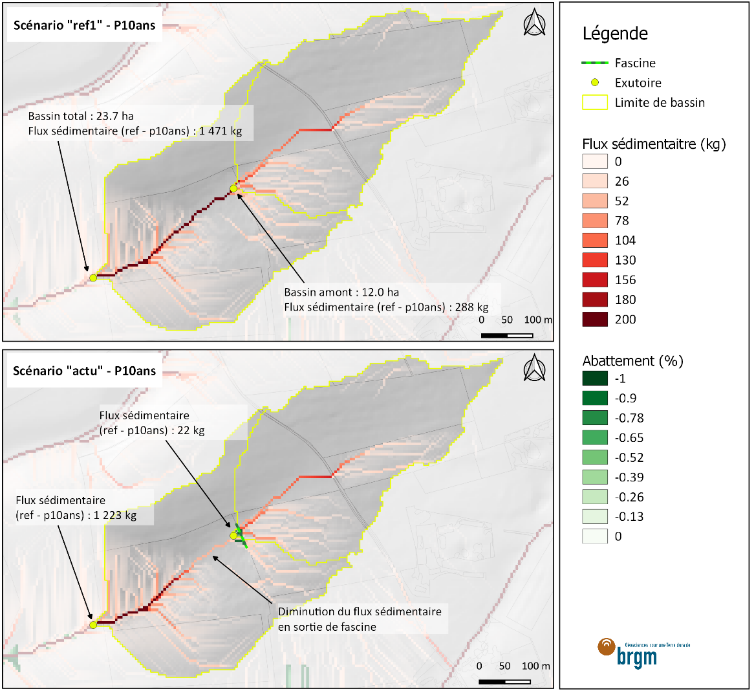 Scénario "ref1" - P10ans
Bassin total : 23.7 ha
Flux sédimentaire (ref - p10ans) : 1 471 kg
Bassin amont : 12.0 ha
Flux sédimentaire (ref - p10ans) : 288 kg
0 50 100 m
Scénario "actu" - P10ans
Flux sédimentaire
(ref - p10ans) : 22 kg
Flux sédimentaire
(ref - p10ans) : 1 223 kg
Diminution du flux sédimentaire
en sortie de fascine
0 50 100 m
Légende
Fascine
Exutoire
Limite de bassin
Flux sédimentaitre (kg)
0
26
52
78
104
130
156
180
200
Abattement (%)
-1
-0.9
-0.78
-0.65
-0.52
-0.39
-0.26
-0.13
0
brgm